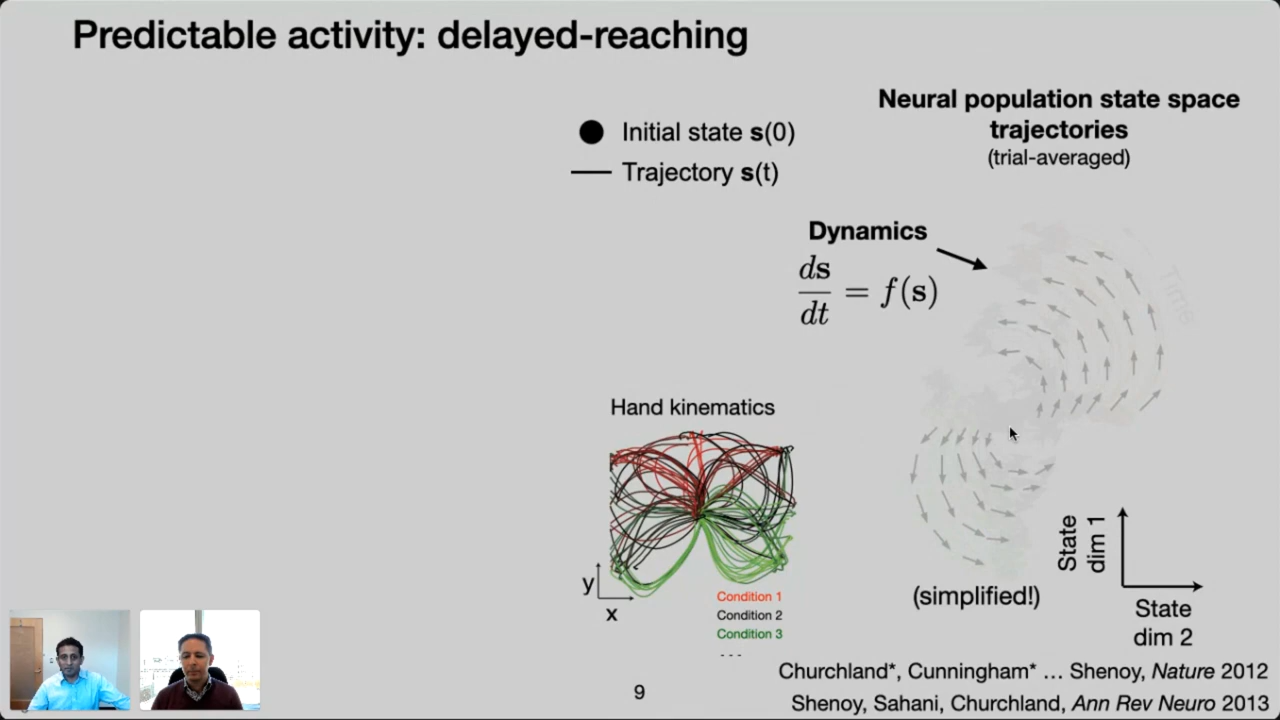 Predictable activity: delayed-reaching
Initial state s(0)
Trajectory s(t)
Neural population state space
trajectories
(trial-averaged)
Dynamics
ds/dt = f(s)
Time
Hand kinematics
y
x
Condition 1
Condition 2
Condition 3
...
(simplified!)
State
dim 1
State
dim 2
Churchland*, Cunningham* … Shenoy, Nature 2012
Shenoy, Sahani, Churchland, Ann Rev Neuro 2013
9